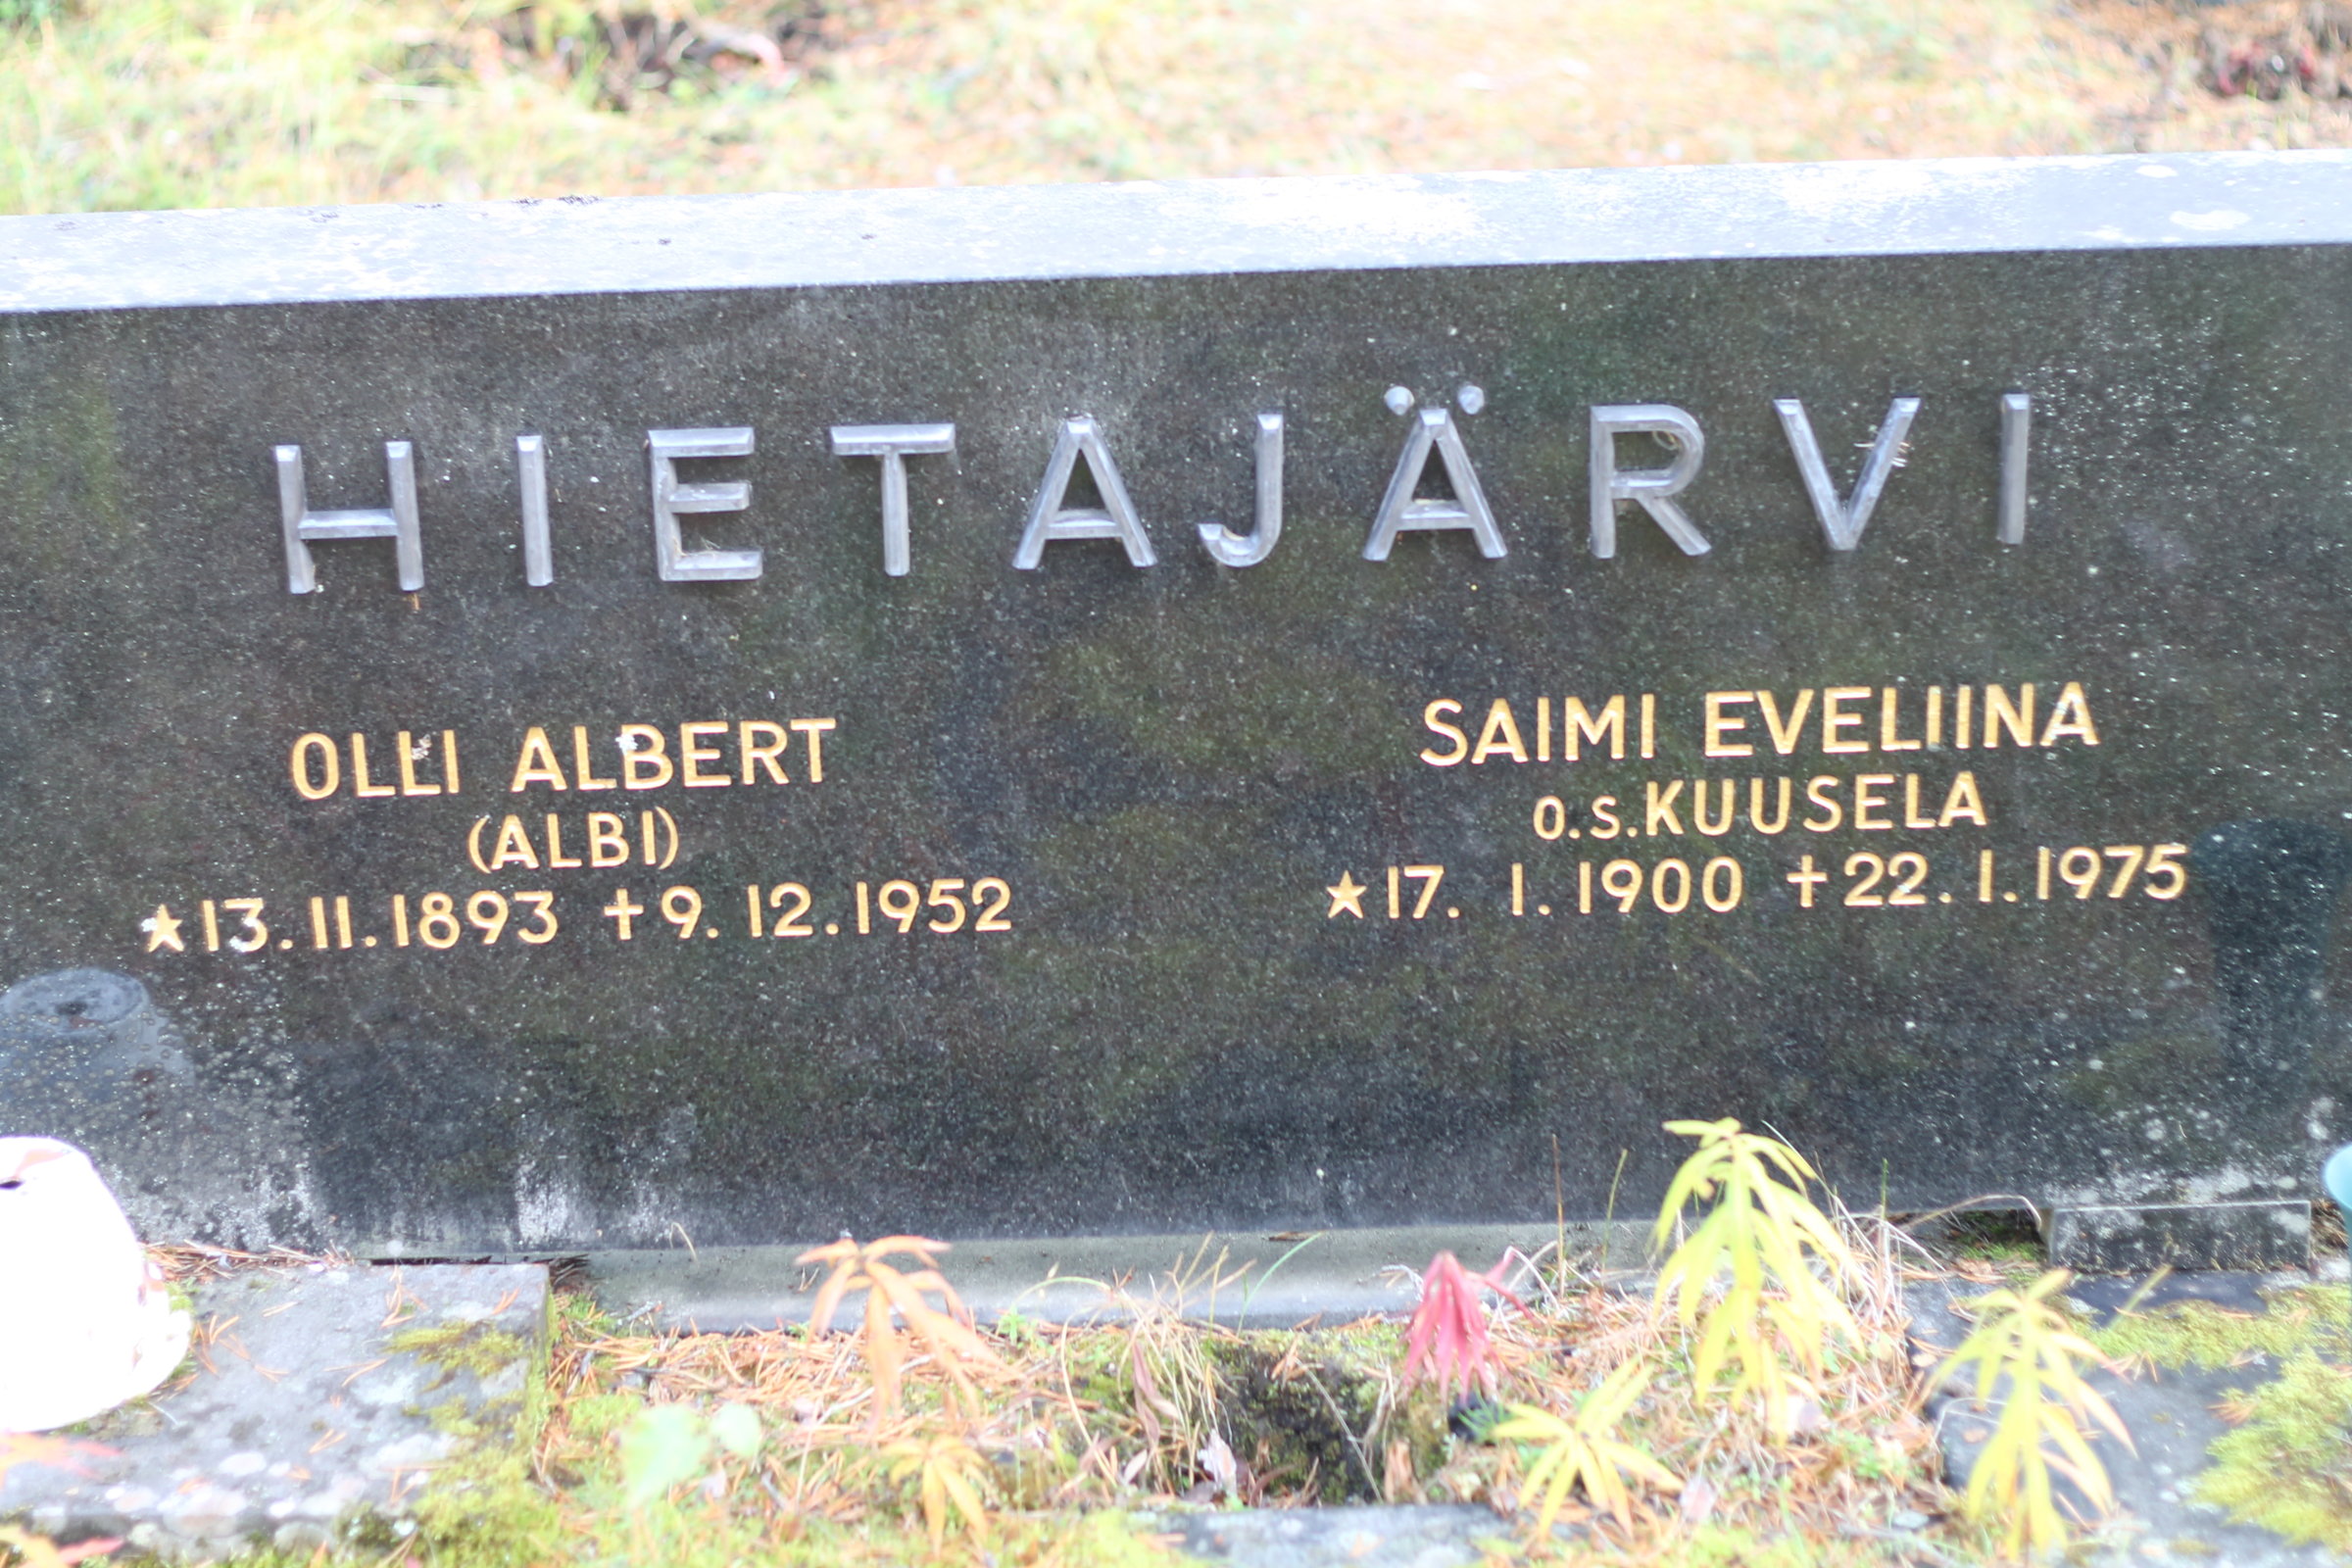 HIETAJÄRVI
OLLI ALBERT
(ALBI)
★13.11.1893 ✝9.12.1952
SAIMI EVELIINA
O.S.KUUSELA
★17. 1.1900 ✝22.1.1975